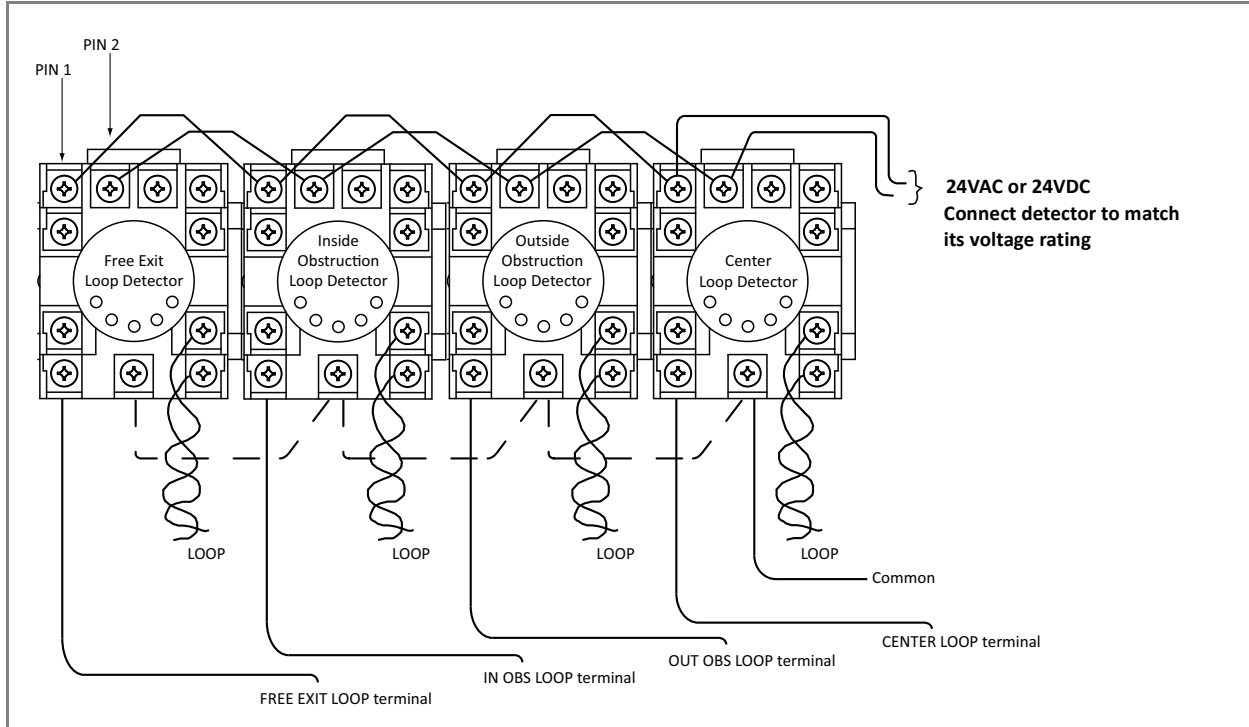 PIN 2
PIN 1
24VAC or 24VDC
Connect detector to match
its voltage rating
Free Exit
Loop Detector
Inside
Obstruction
Loop Detector
Outside
Obstruction
Loop Detector
Center
Loop Detector
LOOP
LOOP
LOOP
LOOP
Common
CENTER LOOP terminal
OUT OBS LOOP terminal
IN OBS LOOP terminal
FREE EXIT LOOP terminal